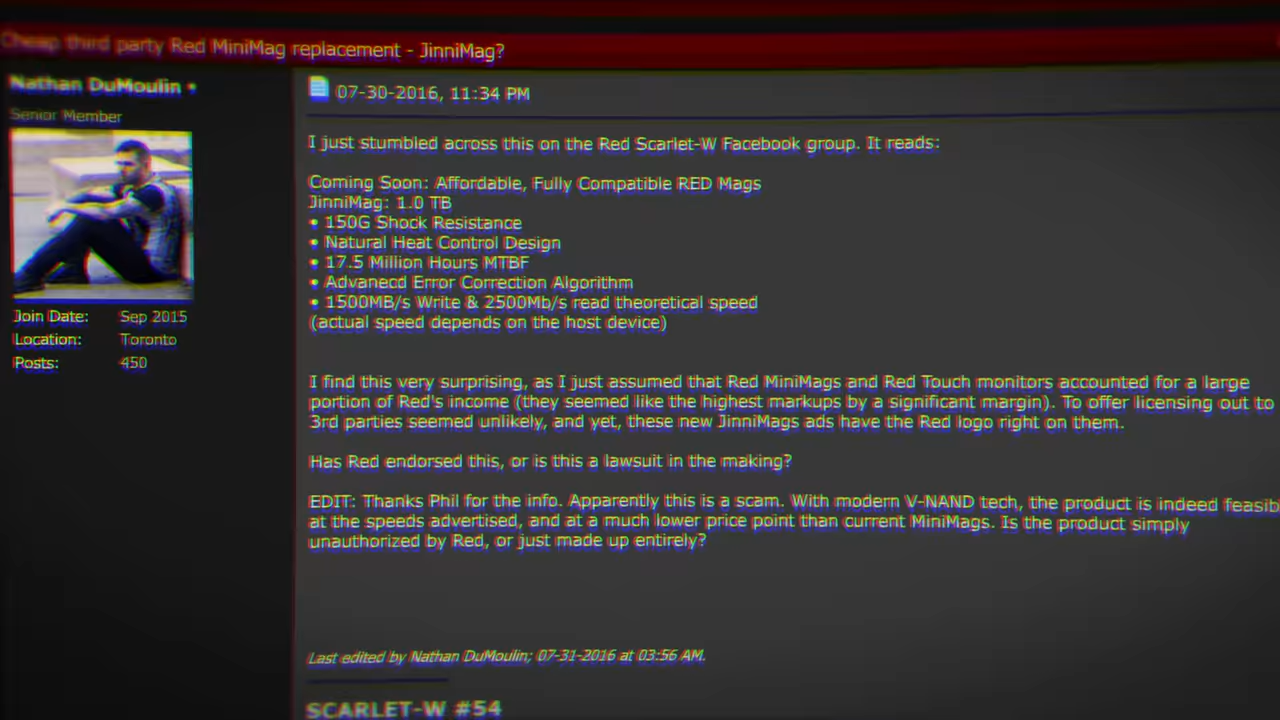 Cheap third party Red MiniMag replacement - JinniMag?
Nathan DuMoulin
Senior Member
Join Date: Sep 2015
Location: Toronto
Posts: 450
07-30-2016, 11:34 PM
I just stumbled across this on the Red Scarlet-W Facebook group. It reads:
Coming Soon: Affordable, Fully Compatible RED Mags
JinniMag: 1.0 TB
• 150G Shock Resistance
• Natural Heat Control Design
• 17.5 Million Hours MTBF
• Advanecd Error Correction Algorithm
• 1500MB/s Write & 2500Mb/s read theoretical speed
(actual speed depends on the host device)
I find this very surprising, as I just assumed that Red MiniMags and Red Touch monitors accounted for a large
portion of Red's income (they seemed like the highest markups by a significant margin). To offer licensing out to
3rd parties seemed unlikely, and yet, these new JinniMags ads have the Red logo right on them.
Has Red endorsed this, or is this a lawsuit in the making?
EDIT: Thanks Phil for the info. Apparently this is a scam. With modern V-NAND tech, the product is indeed feasib
at the speeds advertised, and at a much lower price point than current MiniMags. Is the product simply
unauthorized by Red, or just made up entirely?
Last edited by Nathan DuMoulin; 07-31-2016 at 03:56 AM.
SCARLET-W #54